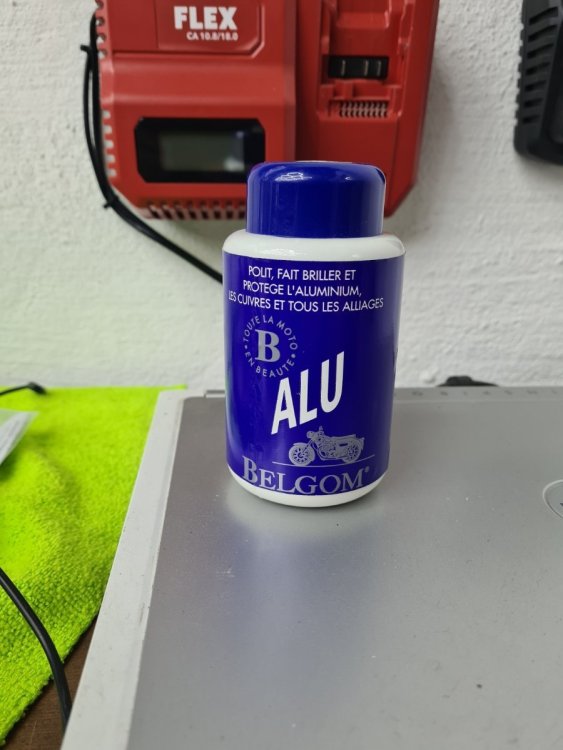 FLEX
CA 10.8/18.0
POLIT, FAIT BRILLER ET
PROTEGE L'ALUMINIUM,
LES CUIVRES ET TOUS LES ALLIAGES
• TOUTE LA MOTO •
EN BEAUTE
B
ALU
BELGOM®